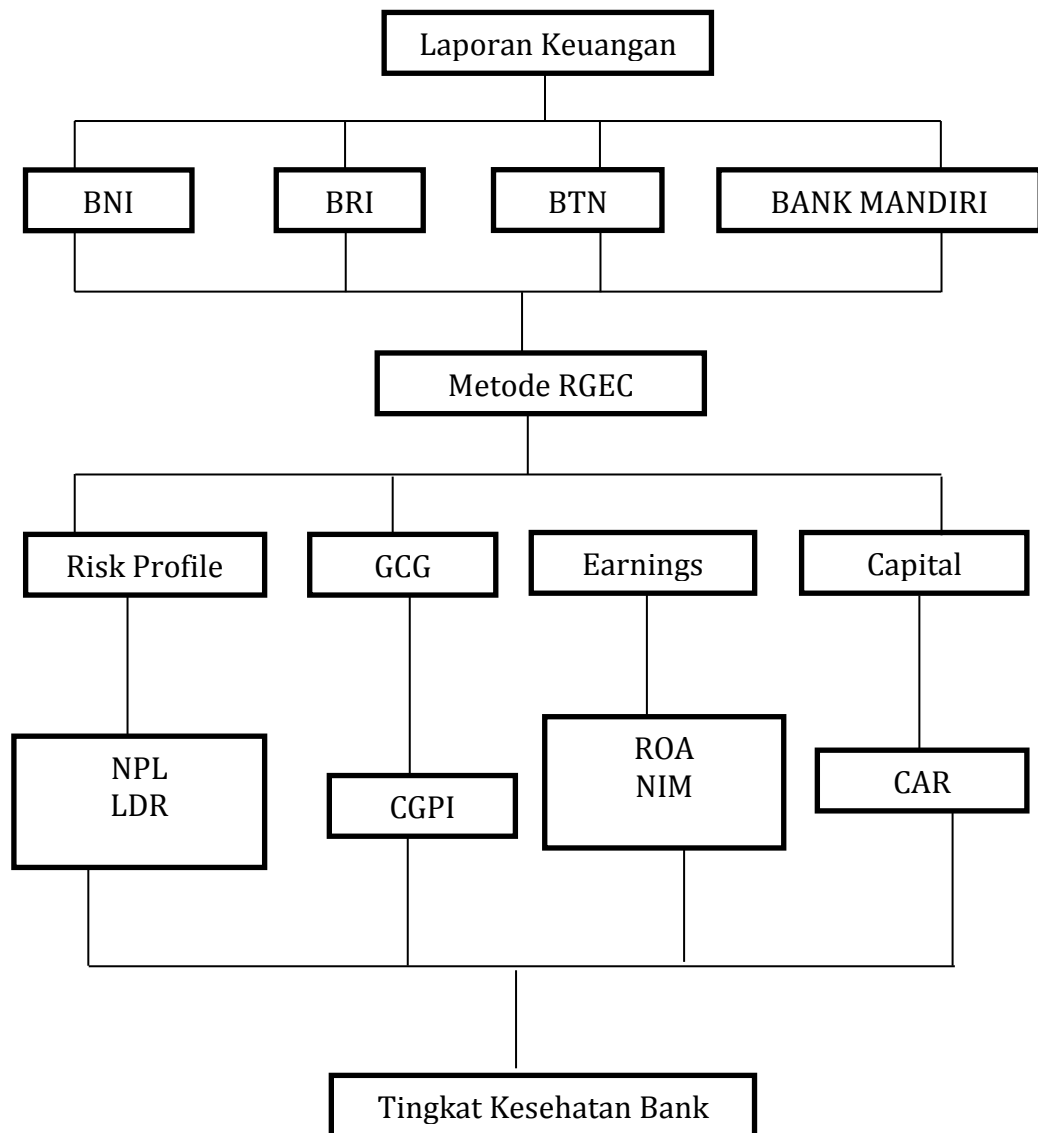 Laporan Keuangan
BNI
BRI
BTN
BANK MANDIRI
Metode RGEC
Risk Profile
GCG
Earnings
Capital
NPL
LDR
CGPI
ROA
NIM
CAR
Tingkat Kesehatan Bank